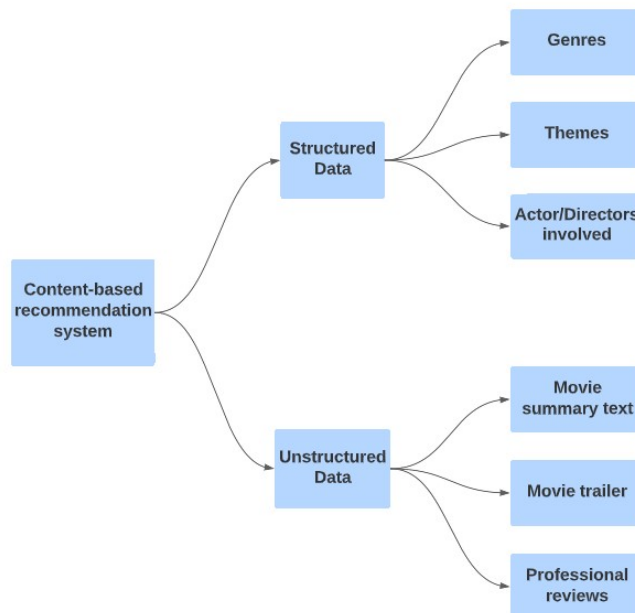 Genres
Themes
Structured
Data
Actor/Directors
involved
Content-based
recommendation
system
Movie
summary text
Unstructured
Data
Movie trailer
Professional
reviews